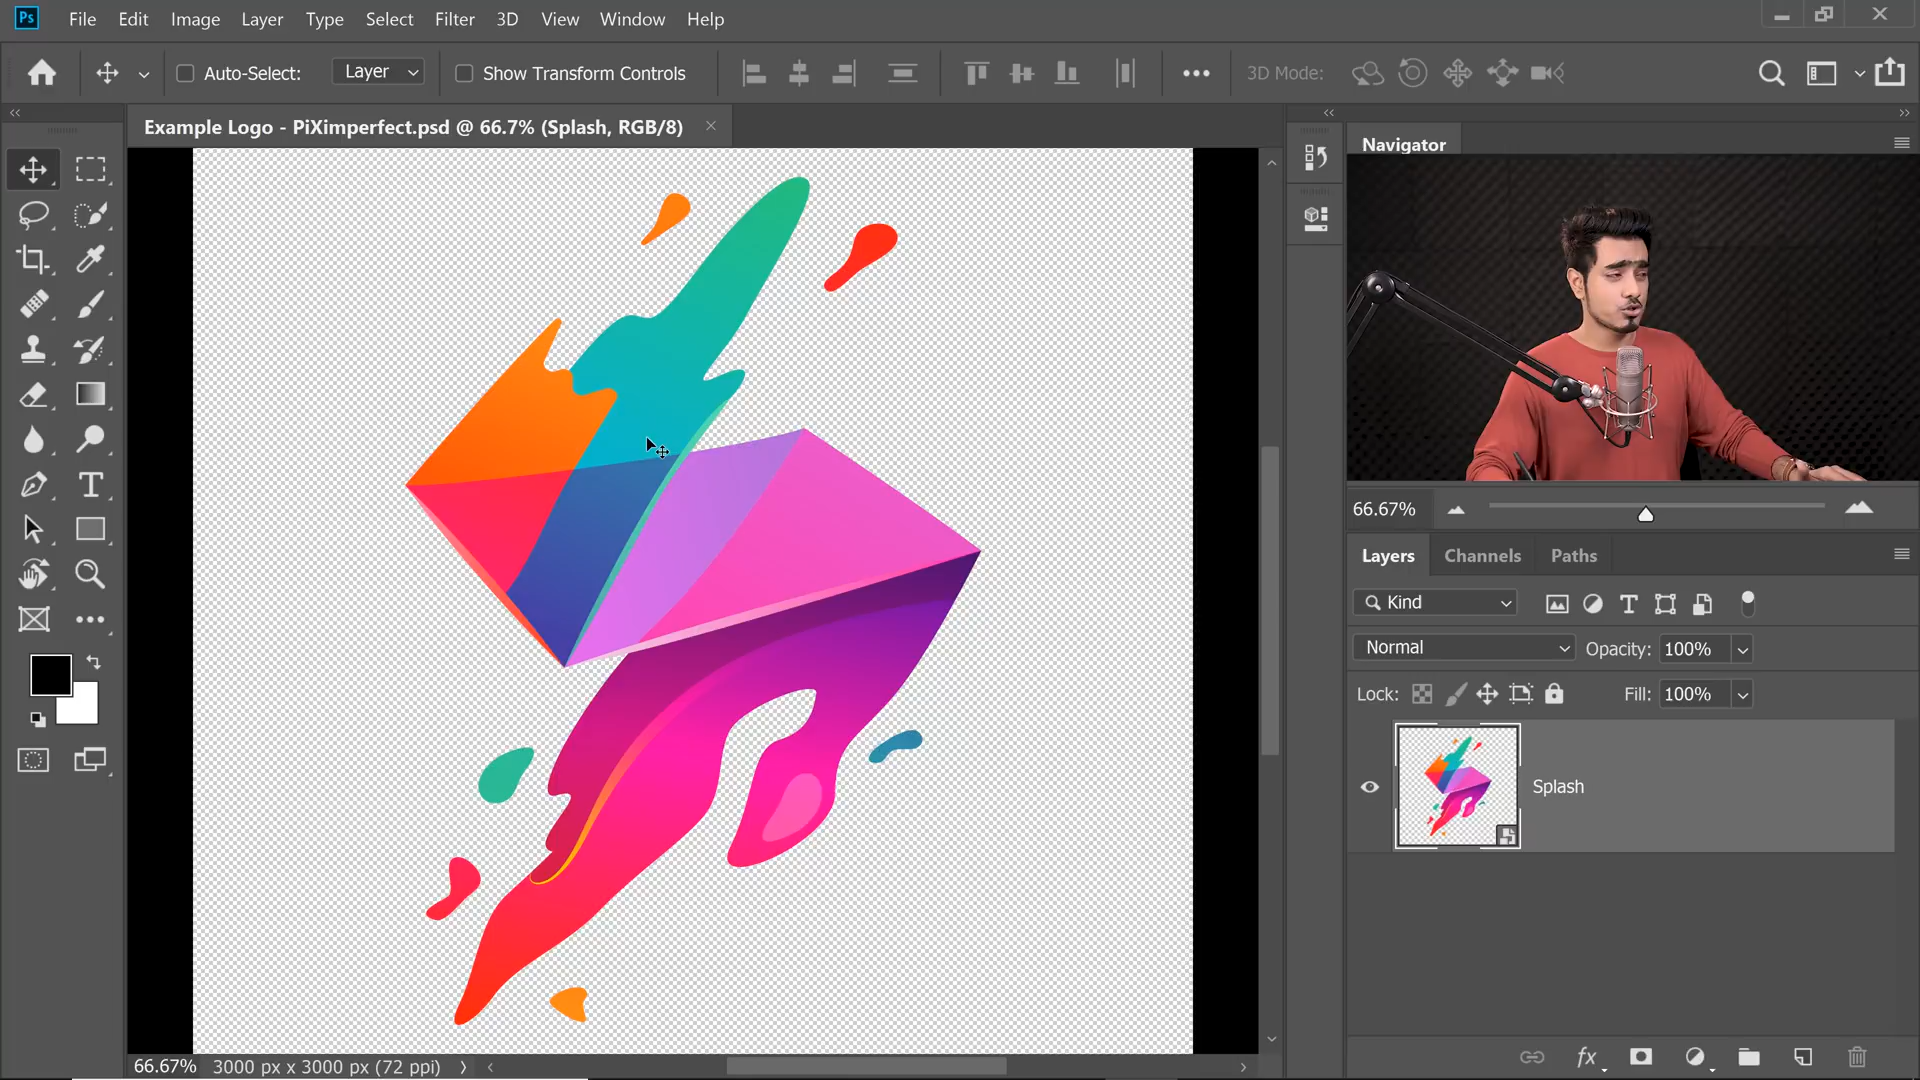 Ps File Edit Image Layer Type Select Filter 3D View Window Help
Auto-Select: Layer Show Transform Controls 3D Mode:
Example Logo - PiXimperfect.psd @ 66.7% (Splash, RGB/8)
Navigator
66.67%
Layers Channels Paths
Kind
Normal Opacity: 100%
Lock: Fill: 100%
Splash
fx
66.67% 3000 px x 3000 px (72 ppi)